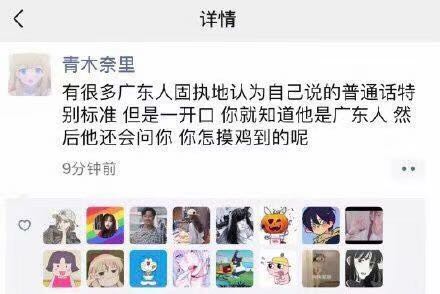 详情
青木奈里
有很多广东人固执地认为自己说的普通话特
别标准 但是一开口 你就知道他是广东人 然
后他还会问你 你怎摸鸡到的呢
9分钟前